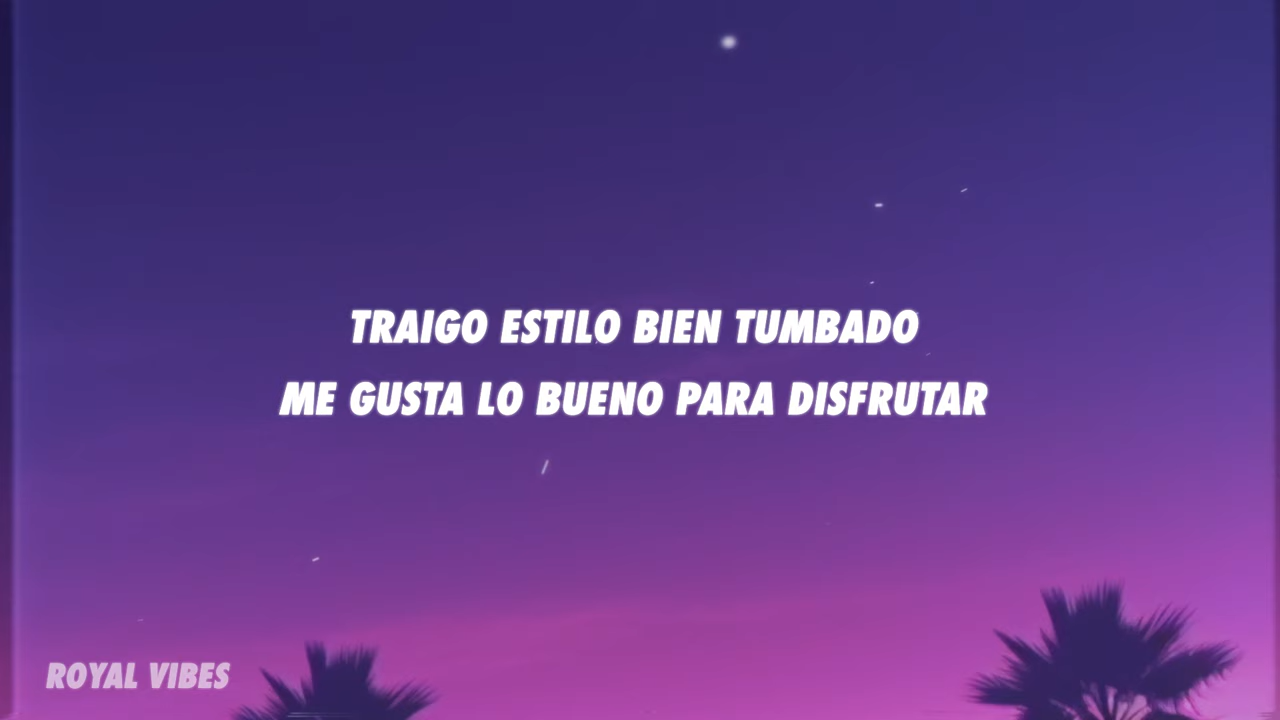 TRAIGO ESTILO BIEN TUMBADO
ME GUSTA LO BUENO PARA DISFRUTAR
ROYAL VIBES